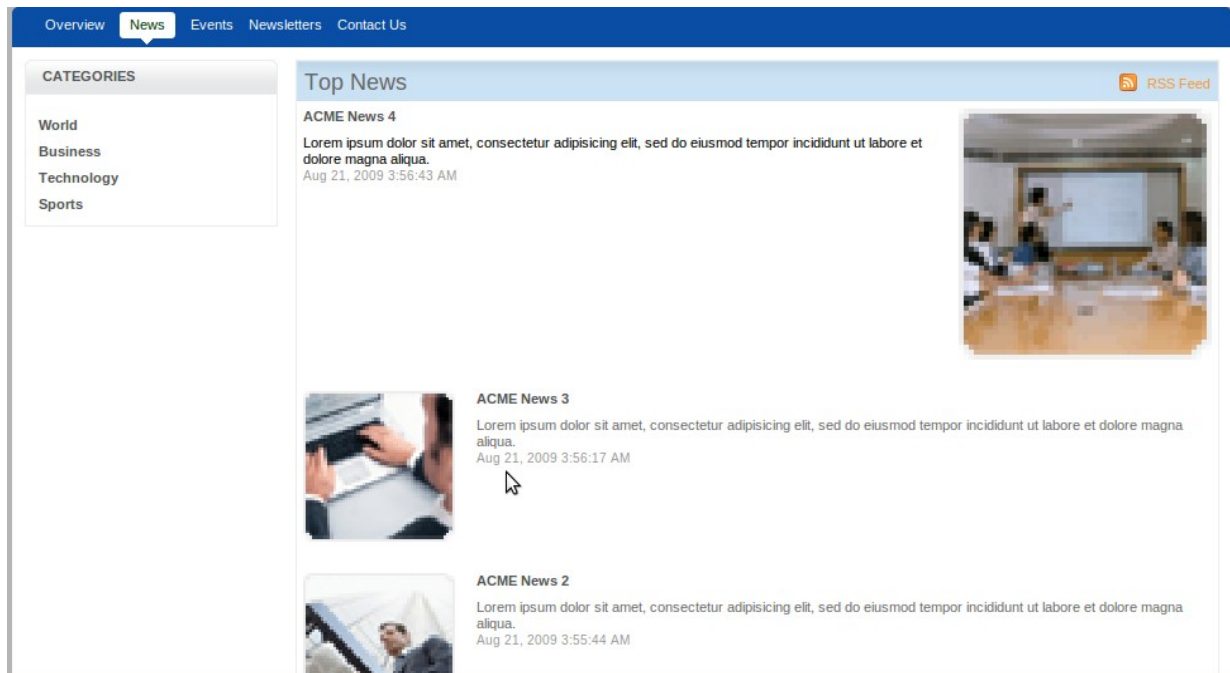 Overview News Events Newsletters Contact Us
CATEGORIES
World
Business
Technology
Sports
Top News
RSS Feed
ACME News 4
Lorem ipsum dolor sit amet, consectetur adipisicing elit, sed do eiusmod tempor incididunt ut labore et
dolore magna aliqua.
Aug 21, 2009 3:56:43 AM
ACME News 3
Lorem ipsum dolor sit amet, consectetur adipisicing elit, sed do eiusmod tempor incididunt ut labore et dolore magna
aliqua.
Aug 21, 2009 3:56:17 AM
ACME News 2
Lorem ipsum dolor sit amet, consectetur adipisicing elit, sed do eiusmod tempor incididunt ut labore et dolore magna
aliqua.
Aug 21, 2009 3:55:44 AM